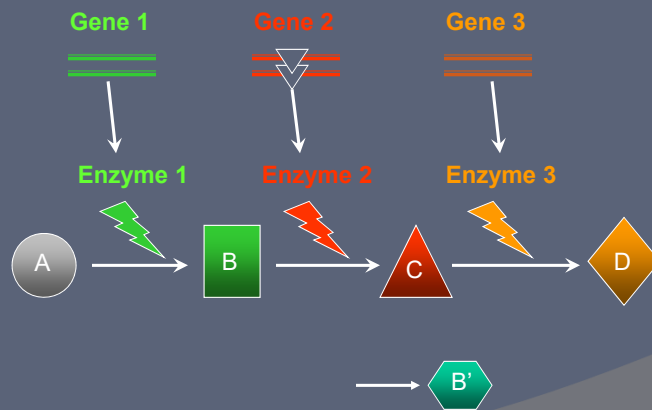 Gene 1 Gene 2 Gene 3
Enzyme 1 Enzyme 2 Enzyme 3
A B C D
B’